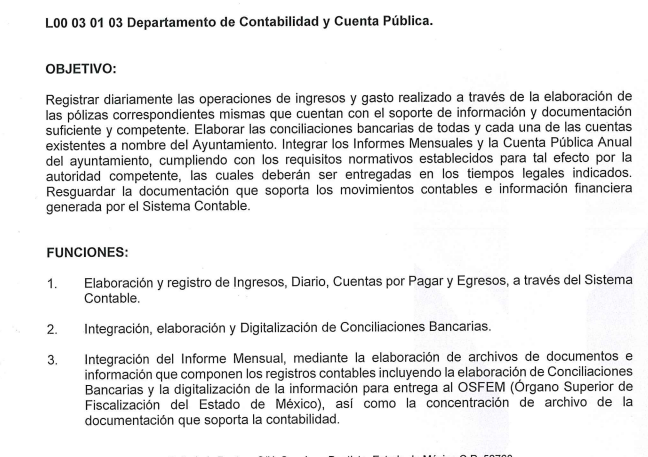 L00 03 01 03 Departamento de Contabilidad y Cuenta Pública.
OBJETIVO:
Registrar diariamente las operaciones de ingresos y gasto realizado a través de la elaboración de
las pólizas correspondientes mismas que cuentan con el soporte de información y documentación
suficiente y competente. Elaborar las conciliaciones bancarias de todas y cada una de las cuentas
existentes a nombre del Ayuntamiento. Integrar los Informes Mensuales y la Cuenta Pública Anual
del ayuntamiento, cumpliendo con los requisitos normativos establecidos para tal efecto por la
autoridad competente, las cuales deberán ser entregadas en los tiempos legales indicados.
Resguardar la documentación que soporta los movimientos contables e información financiera
generada por el Sistema Contable.
FUNCIONES:
1. Elaboración y registro de Ingresos, Diario, Cuentas por Pagar y Egresos, a través del Sistema
Contable.
2. Integración, elaboración y Digitalización de Conciliaciones Bancarias.
3. Integración del Informe Mensual, mediante la elaboración de archivos de documentos e
información que componen los registros contables incluyendo la elaboración de Conciliaciones
Bancarias y la digitalización de la información para entrega al OSFEM (Órgano Superior de
Fiscalización del Estado de México), así como la concentración de archivo de la
documentación que soporta la contabilidad.